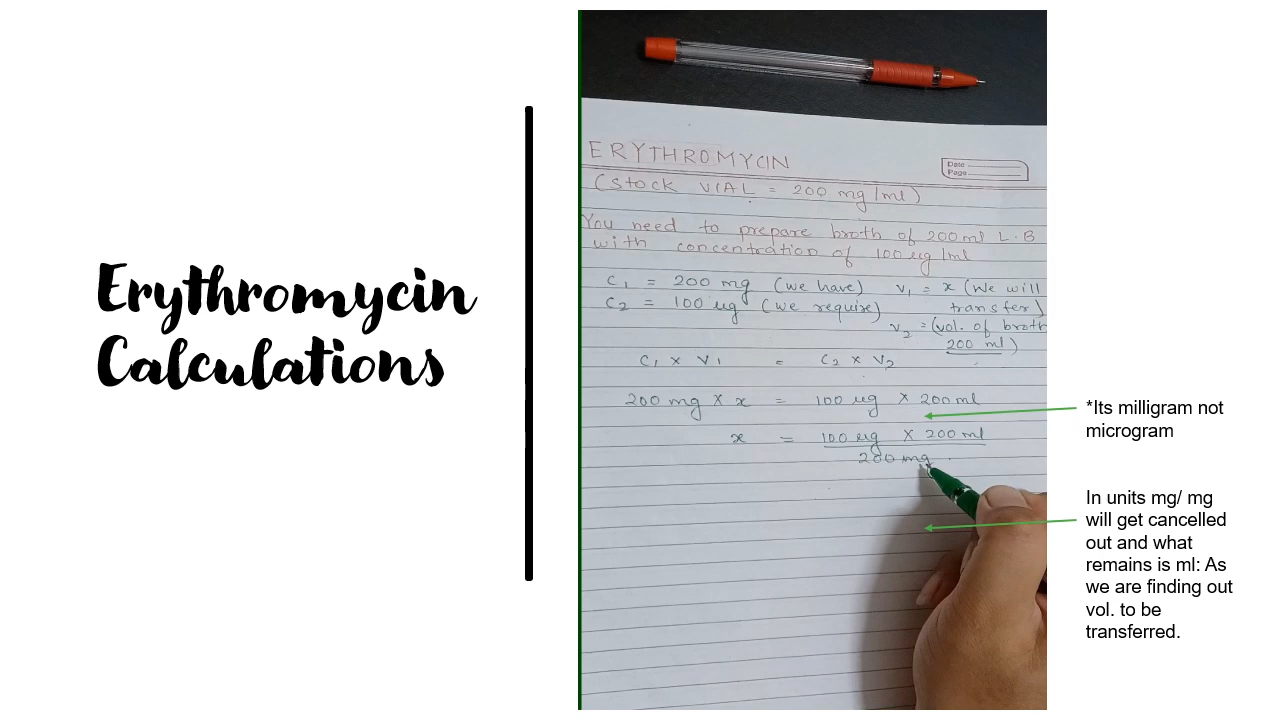 Erythromycin
Calculations
ERYTHROMYCIN
Date
Page
(Stock VIAL = 200 mg/ml)
You need to prepare broth of 200ml L.B
with concentration of 100 ug/ml
C1 = 200 mg (we have) V1 = x (We will
C2 = 100 ug (we require) transfer)
V2 = (vol. of broth
200 ml)
C1 x V1 = C2 x V2
200 mg x x = 100 ug x 200 ml
x = 100 ug x 200 ml
200 mg
*Its milligram not
microgram
In units mg/ mg
will get cancelled
out and what
remains is ml: As
we are finding out
vol. to be
transferred.